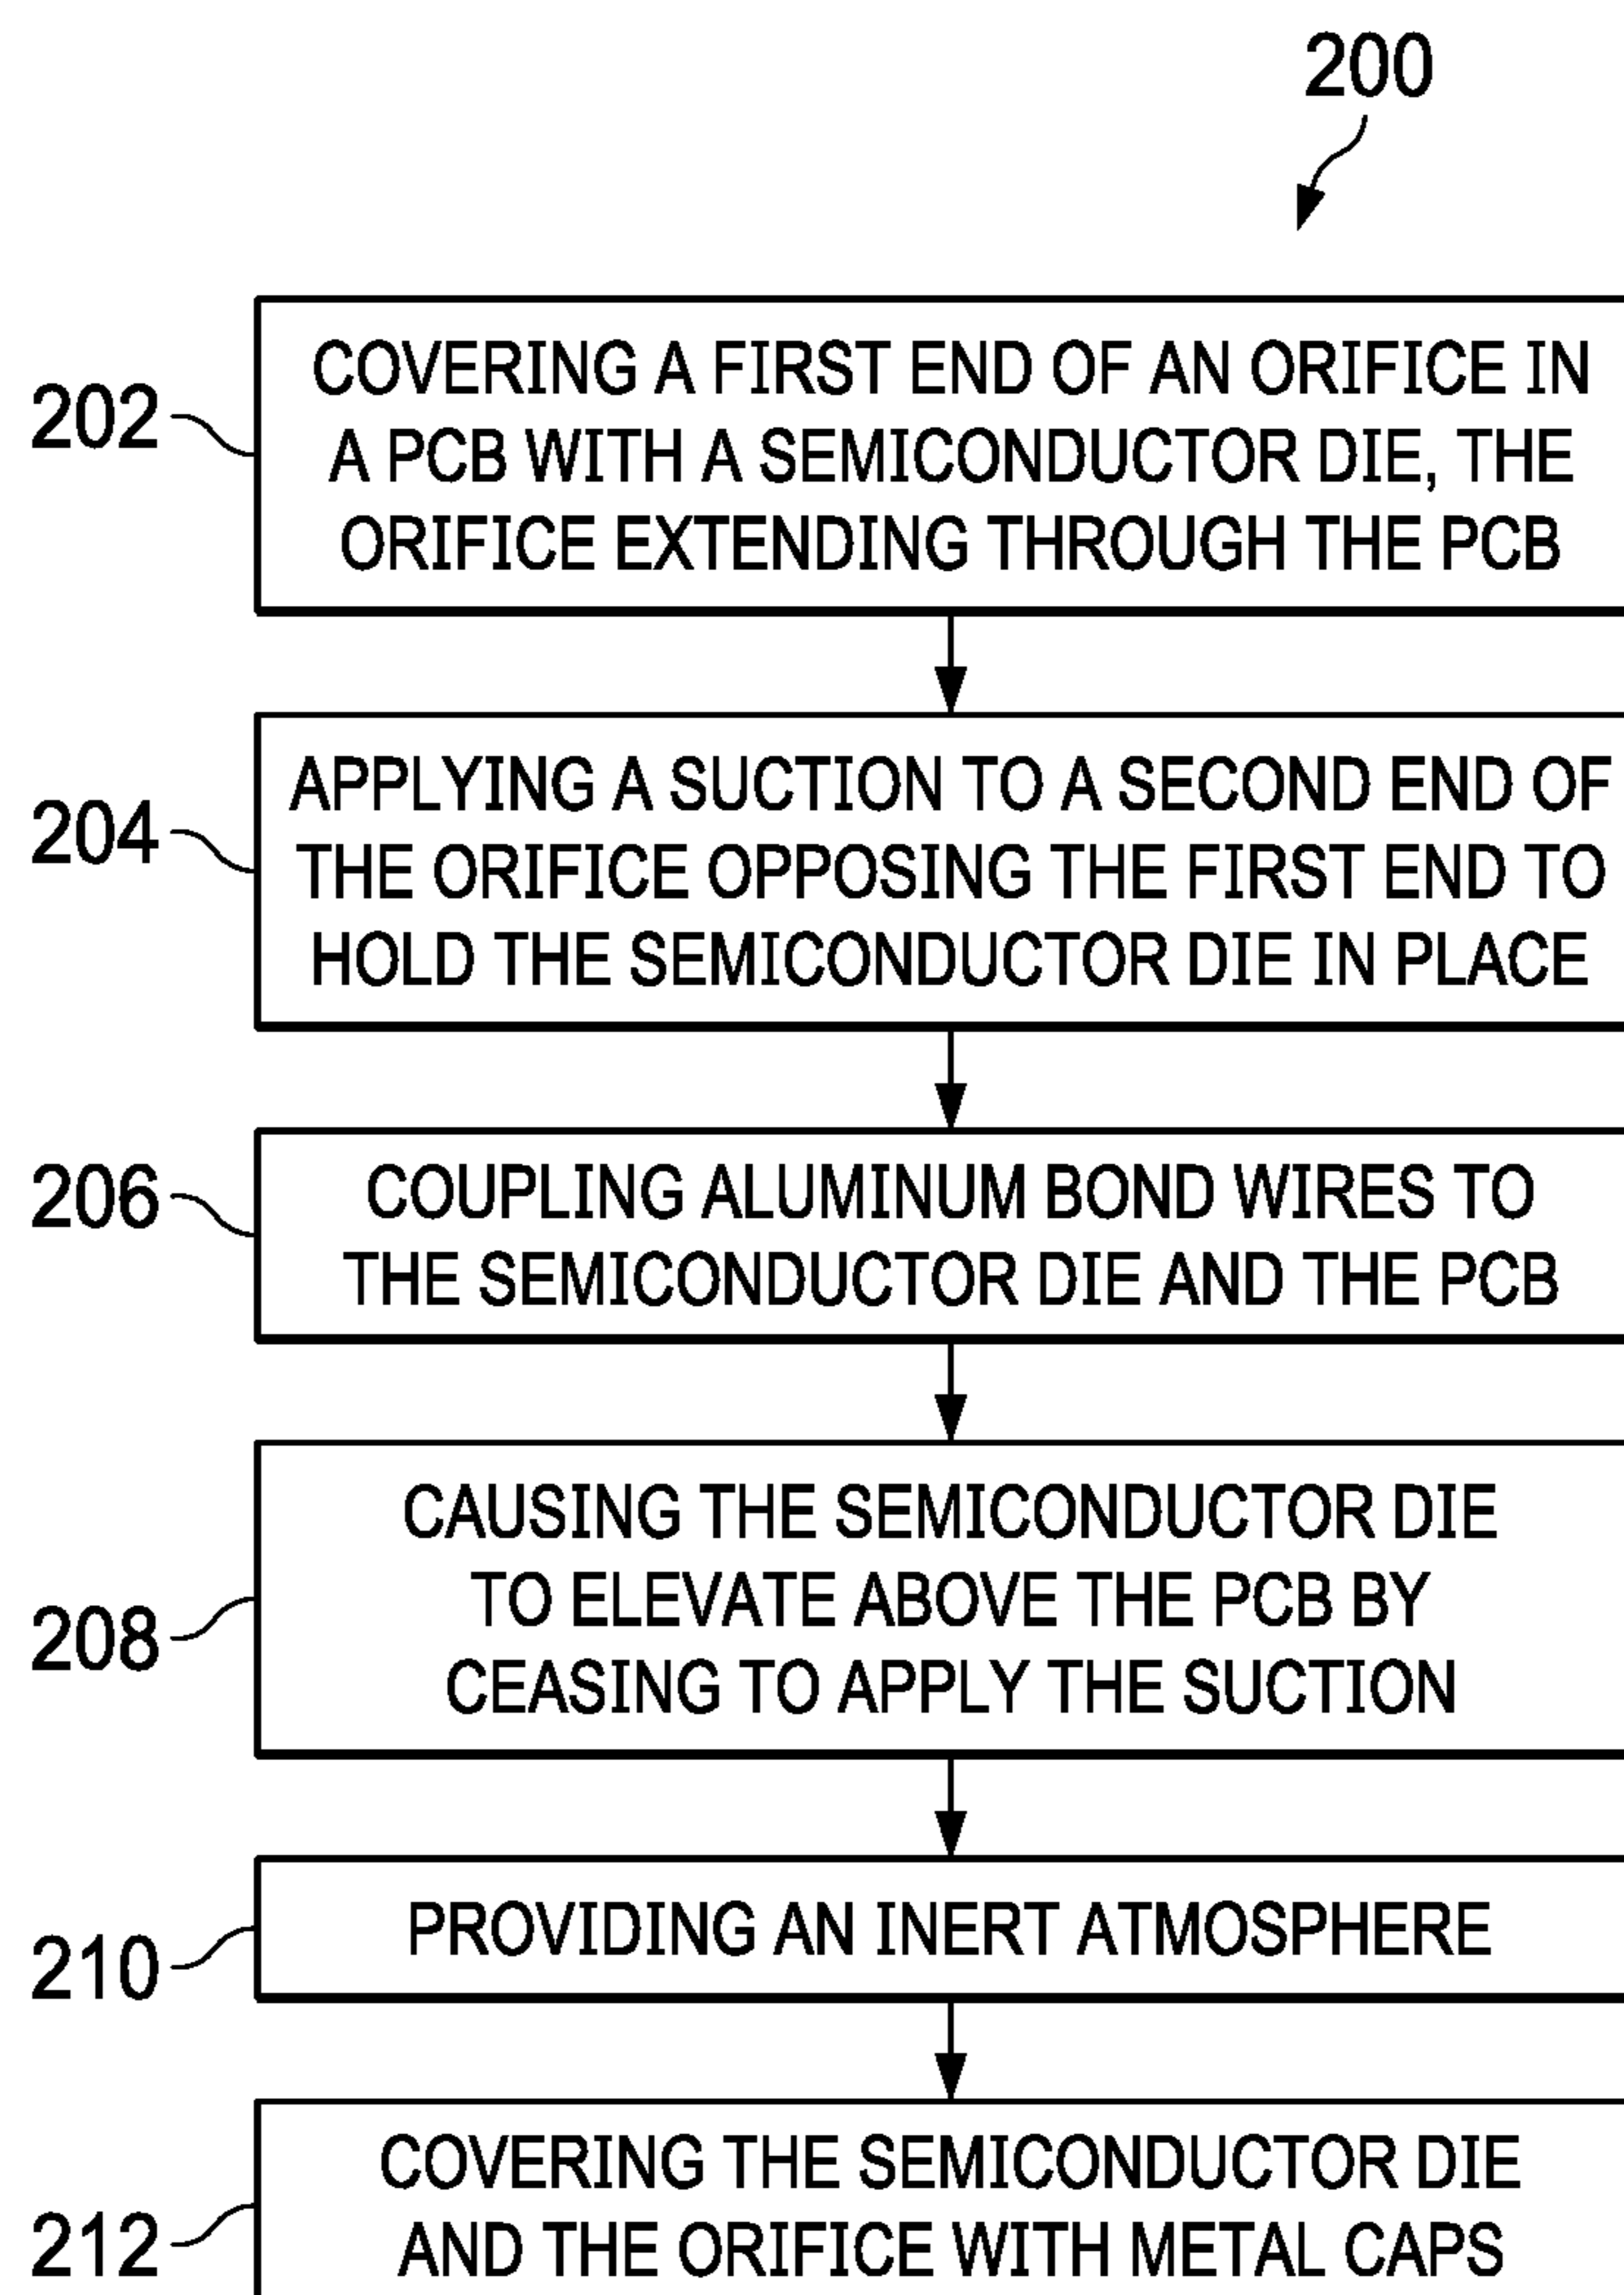 200
202
COVERING A FIRST END OF AN ORIFICE IN
A PCB WITH A SEMICONDUCTOR DIE, THE
ORIFICE EXTENDING THROUGH THE PCB
204
APPLYING A SUCTION TO A SECOND END OF
THE ORIFICE OPPOSING THE FIRST END TO
HOLD THE SEMICONDUCTOR DIE IN PLACE
206
COUPLING ALUMINUM BOND WIRES TO
THE SEMICONDUCTOR DIE AND THE PCB
208
CAUSING THE SEMICONDUCTOR DIE
TO ELEVATE ABOVE THE PCB BY
CEASING TO APPLY THE SUCTION
210
PROVIDING AN INERT ATMOSPHERE
212
COVERING THE SEMICONDUCTOR DIE
AND THE ORIFICE WITH METAL CAPS